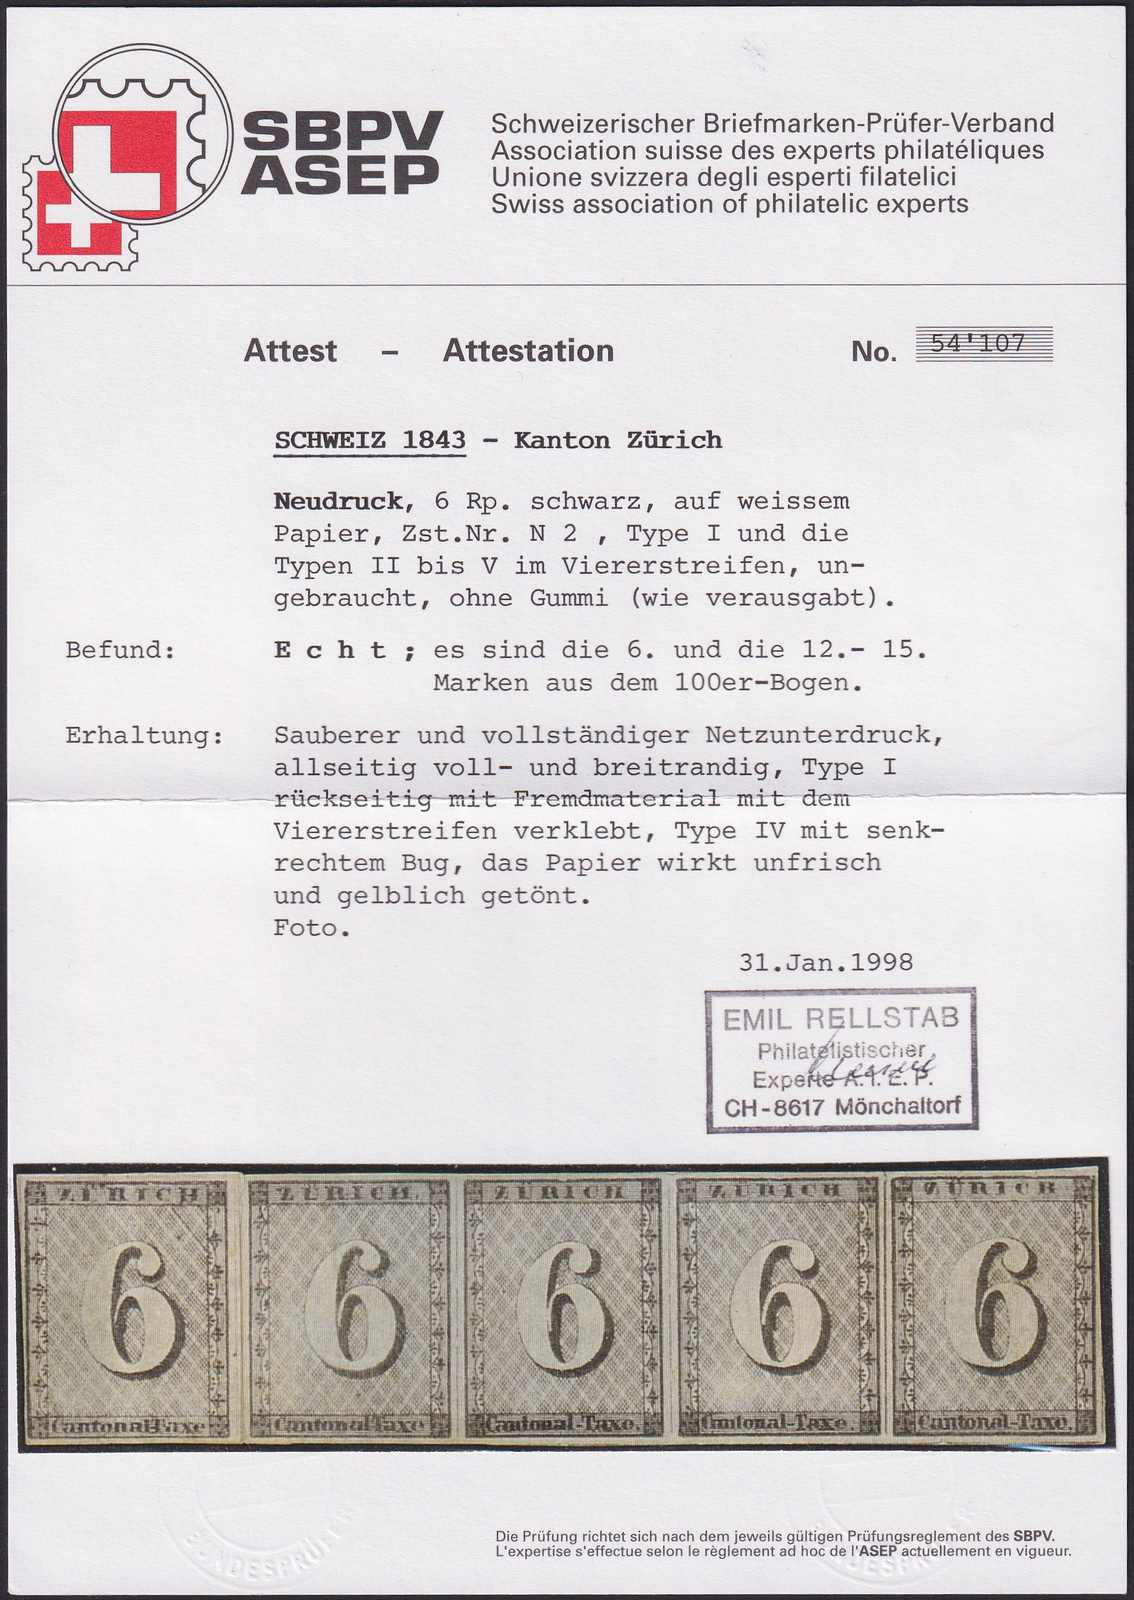 SBPV
ASEP
Schweizerischer Briefmarken-Prüfer-Verband
Association suisse des experts philatéliques
Unione svizzera degli esperti filatelici
Swiss association of philatelic experts
Attest – Attestation No. 54'107
SCHWEIZ 1843 – Kanton Zürich
Neudruck, 6 Rp. schwarz, auf weissem
Papier, Zst.Nr. N 2 , Type I und die
Typen II bis V im Viererstreifen, un-
gebraucht, ohne Gummi (wie verausgabt).
Befund: E c h t ; es sind die 6. und die 12.- 15.
Marken aus dem 100er-Bogen.
Erhaltung: Sauberer und vollständiger Netzunterdruck,
allseitig voll- und breitrandig, Type I
rückseitig mit Fremdmaterial mit dem
Viererstreifen verklebt, Type IV mit senk-
rechtem Bug, das Papier wirkt unfrisch
und gelblich getönt.
Foto.
31.Jan.1998
EMIL RELLSTAB
Philatelistischer
Experte A.I.E.P.
CH-8617 Mönchaltorf
ZÜRICH ZÜRICH. ZÜRICH ZÜRICH ZÜRICH
6 6 6 6 6
Cantonal-Taxe Cantonal-Taxe Cantonal-Taxe. Cantonal-Taxe. Cantonal-Taxe.
BUNDESPRÜFER
Die Prüfung richtet sich nach dem jeweils gültigen Prüfungsreglement des SBPV.
L'expertise s'effectue selon le règlement ad hoc de l'ASEP actuellement en vigueur.